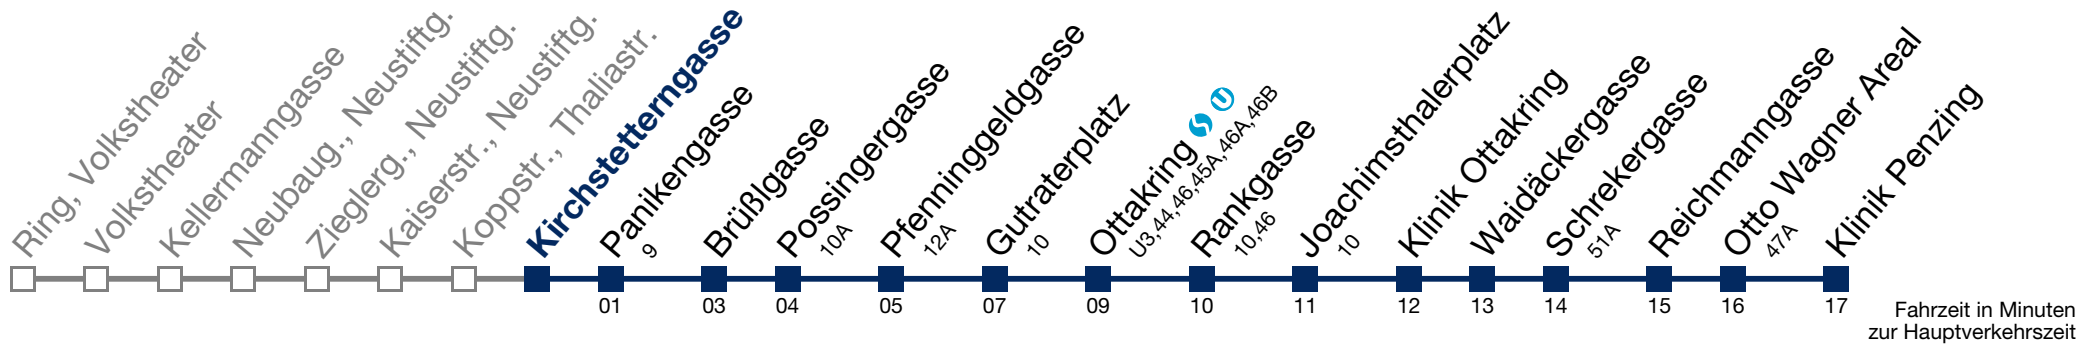 Ring, Volkstheater
Volkstheater
Kellermanngasse
Neubaug., Neustiftg.
Zieglerg., Neustiftg.
Kaiserstr., Neustiftg.
Koppstr., Thaliastr.
Kirchstetterngasse
Panikengasse
9
01
Brüßlgasse
03
Possingergasse
10A
04
Pfenninggeldgasse
12A
05
Gutraterplatz
10
07
Ottakring S U
U3,44,46,45A,46A,46B
09
Rankgasse
10,46
10
Joachimsthalerplatz
10
11
Klinik Ottakring
12
Waidäckergasse
13
Schrekergasse
51A
14
Reichmanngasse
15
Otto Wagner Areal
47A
16
Klinik Penzing
17
Fahrzeit in Minuten
zur Hauptverkehrszeit